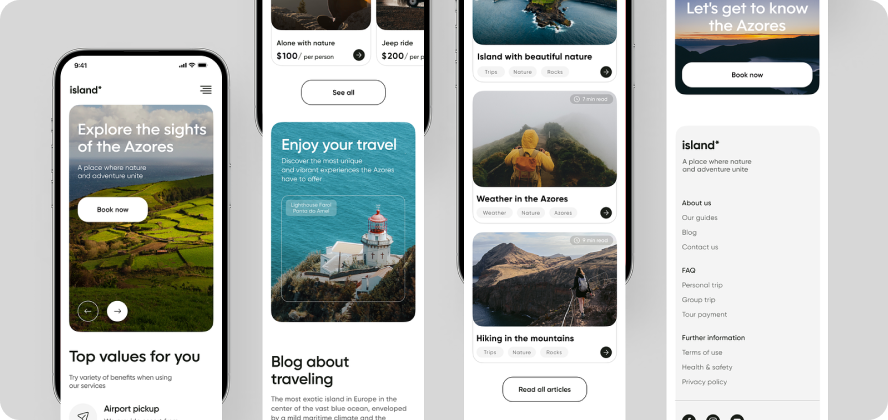 9:41
island*
Explore the sights
of the Azores
A place where nature
and adventure unite
Book now
Top values for you
Try variety of benefits when using
our services
Airport pickup
Alone with nature
$100/ per person
Jeep ride
$200/ per p
See all
Enjoy your travel
Discover the most unique
and vibrant experiences the Azores
have to offer
Lighthouse Farol
Ponta do Arnel
Blog about
traveling
The most exotic island in Europe in the
center of the vast blue ocean, enveloped
by a mild maritime climate and the
Island with beautiful nature
Trips Nature Rocks
7 min read
Weather in the Azores
Weather Nature Azores
9 min read
Hiking in the mountains
Trips Nature Rocks
Read all articles
Let's get to know
the Azores
Book now
island*
A place where nature
and adventure unite
About us
Our guides
Blog
Contact us
FAQ
Personal trip
Group trip
Tour payment
Further information
Terms of use
Health & safety
Privacy policy